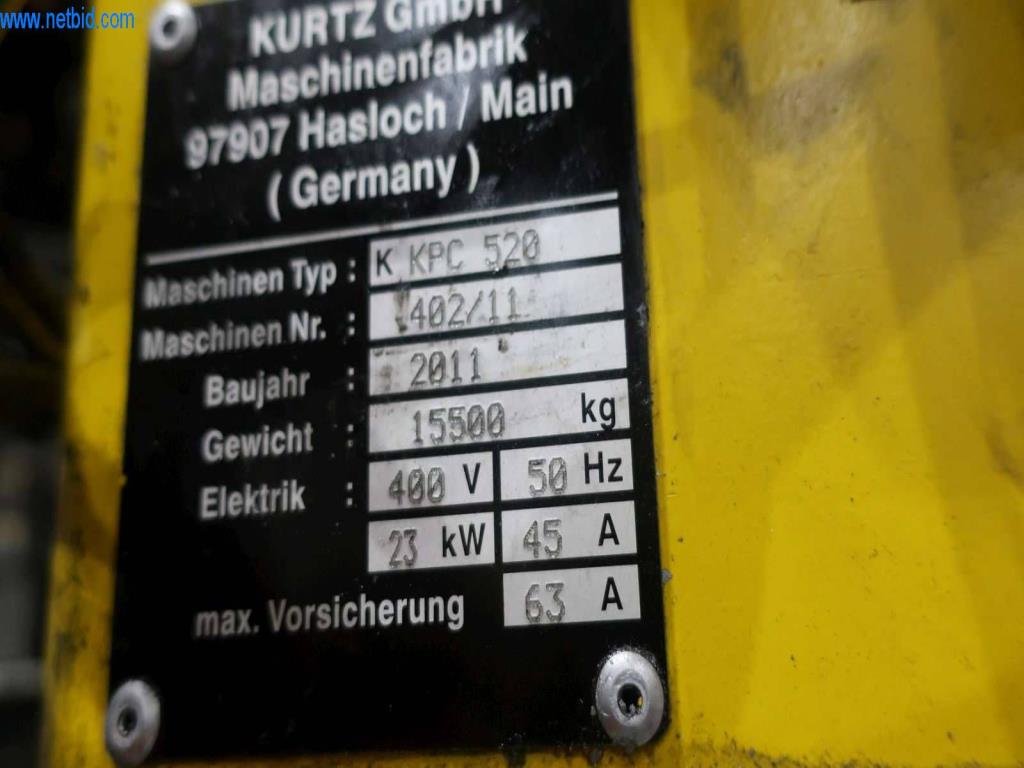 www.netbid.com
KURTZ GmbH
Maschinenfabrik
97907 Hasloch / Main
( Germany )
Maschinen Typ : K KPC 520
Maschinen Nr. : 402/11
Baujahr : 2011
Gewicht : 15500 kg
Elektrik : 400 V 50 Hz
23 kW 45 A
max. Vorsicherung 63 A